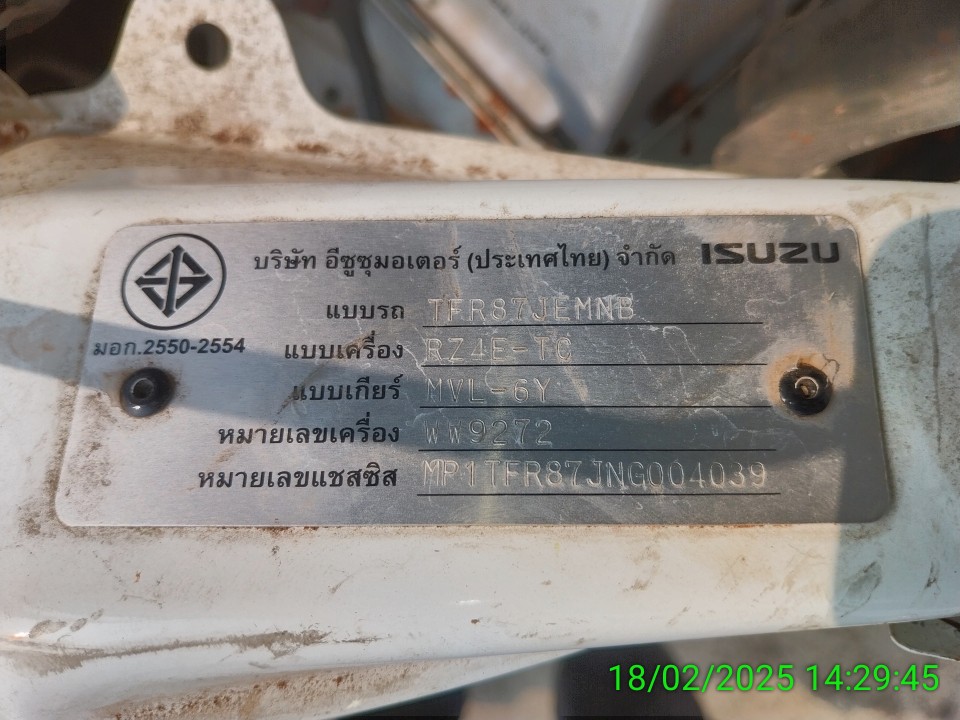 บริษัท อีซูซุมอเตอร์ (ประเทศไทย) จำกัด ISUZU
แบบรถ TFR87JEMNB
มอก.2550-2554
แบบเครื่อง RZ4E-TC
แบบเกียร์ MVL-6Y
หมายเลขเครื่อง WW9272
หมายเลขแชสซิส MP1TFR87JNG004039
18/02/2025 14:29:45